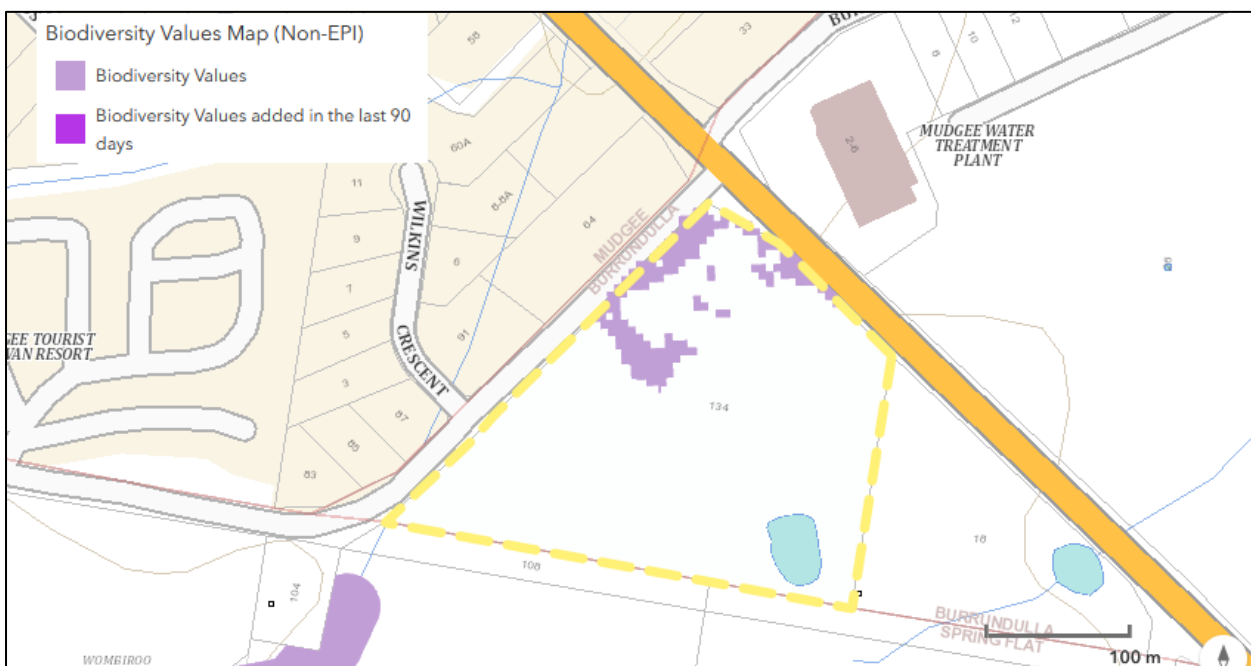 Biodiversity Values Map (Non-EPI)
Biodiversity Values
Biodiversity Values added in the last 90
days
58
33
12
10
8
6
2-8
MUDGEE WATER
TREATMENT
PLANT
60A
6-8A
64
11
9
7
5
3
6
91
87
85
83
WILKINS
CRESCENT
MUDGEE
BURRUNDULLA
GEE TOURIST
VAN RESORT
134
18
108
104
BURRUNDULLA
SPRING FLAT
WOMBIROO
100 m